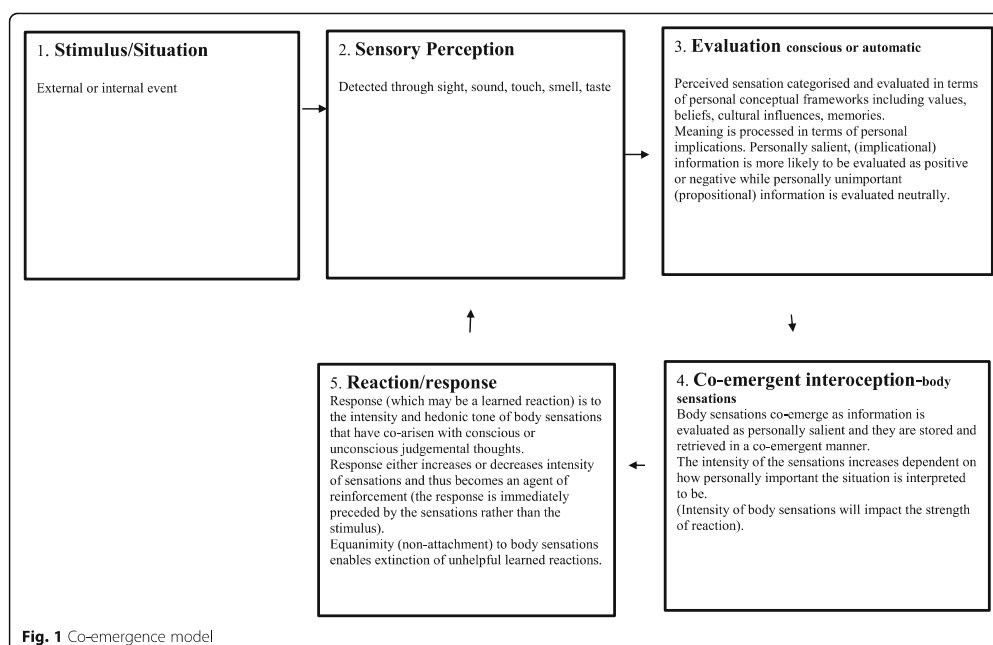 1. Stimulus/Situation
External or internal event
2. Sensory Perception
Detected through sight, sound, touch, smell, taste
3. Evaluation conscious or automatic
Perceived sensation categorised and evaluated in terms
of personal conceptual frameworks including values,
beliefs, cultural influences, memories.
Meaning is processed in terms of personal
implications. Personally salient, (implicational)
information is more likely to be evaluated as positive
or negative while personally unimportant
(propositional) information is evaluated neutrally.
4. Co-emergent interoception-body
sensations
Body sensations co-emerge as information is
evaluated as personally salient and they are stored and
retrieved in a co-emergent manner.
The intensity of the sensations increases dependent on
how personally important the situation is interpreted
to be.
(Intensity of body sensations will impact the strength
of reaction).
5. Reaction/response
Response (which may be a learned reaction) is to
the intensity and hedonic tone of body sensations
that have co-arisen with conscious or
unconscious judgemental thoughts.
Response either increases or decreases intensity
of sensations and thus becomes an agent of
reinforcement (the response is immediately
preceded by the sensations rather than the
stimulus).
Equanimity (non-attachment) to body sensations
enables extinction of unhelpful learned reactions.
Fig. 1 Co-emergence model